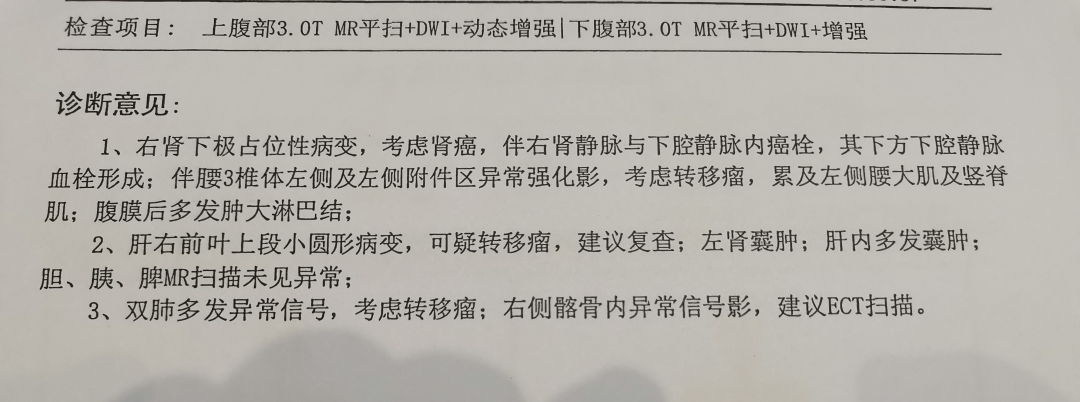 检查项目： 上腹部3.0T MR平扫+DWI+动态增强|下腹部3.0T MR平扫+DWI+增强
诊断意见：
1、右肾下极占位性病变，考虑肾癌，伴右肾静脉与下腔静脉内癌栓，其下方下腔静脉
血栓形成；伴腰3椎体左侧及左侧附件区异常强化影，考虑转移瘤，累及左侧腰大肌及竖脊
肌；腹膜后多发肿大淋巴结；
2、肝右前叶上段小圆形病变，可疑转移瘤，建议复查；左肾囊肿；肝内多发囊肿；
胆、胰、脾MR扫描未见异常；
3、双肺多发异常信号，考虑转移瘤；右侧髂骨内异常信号影，建议ECT扫描。